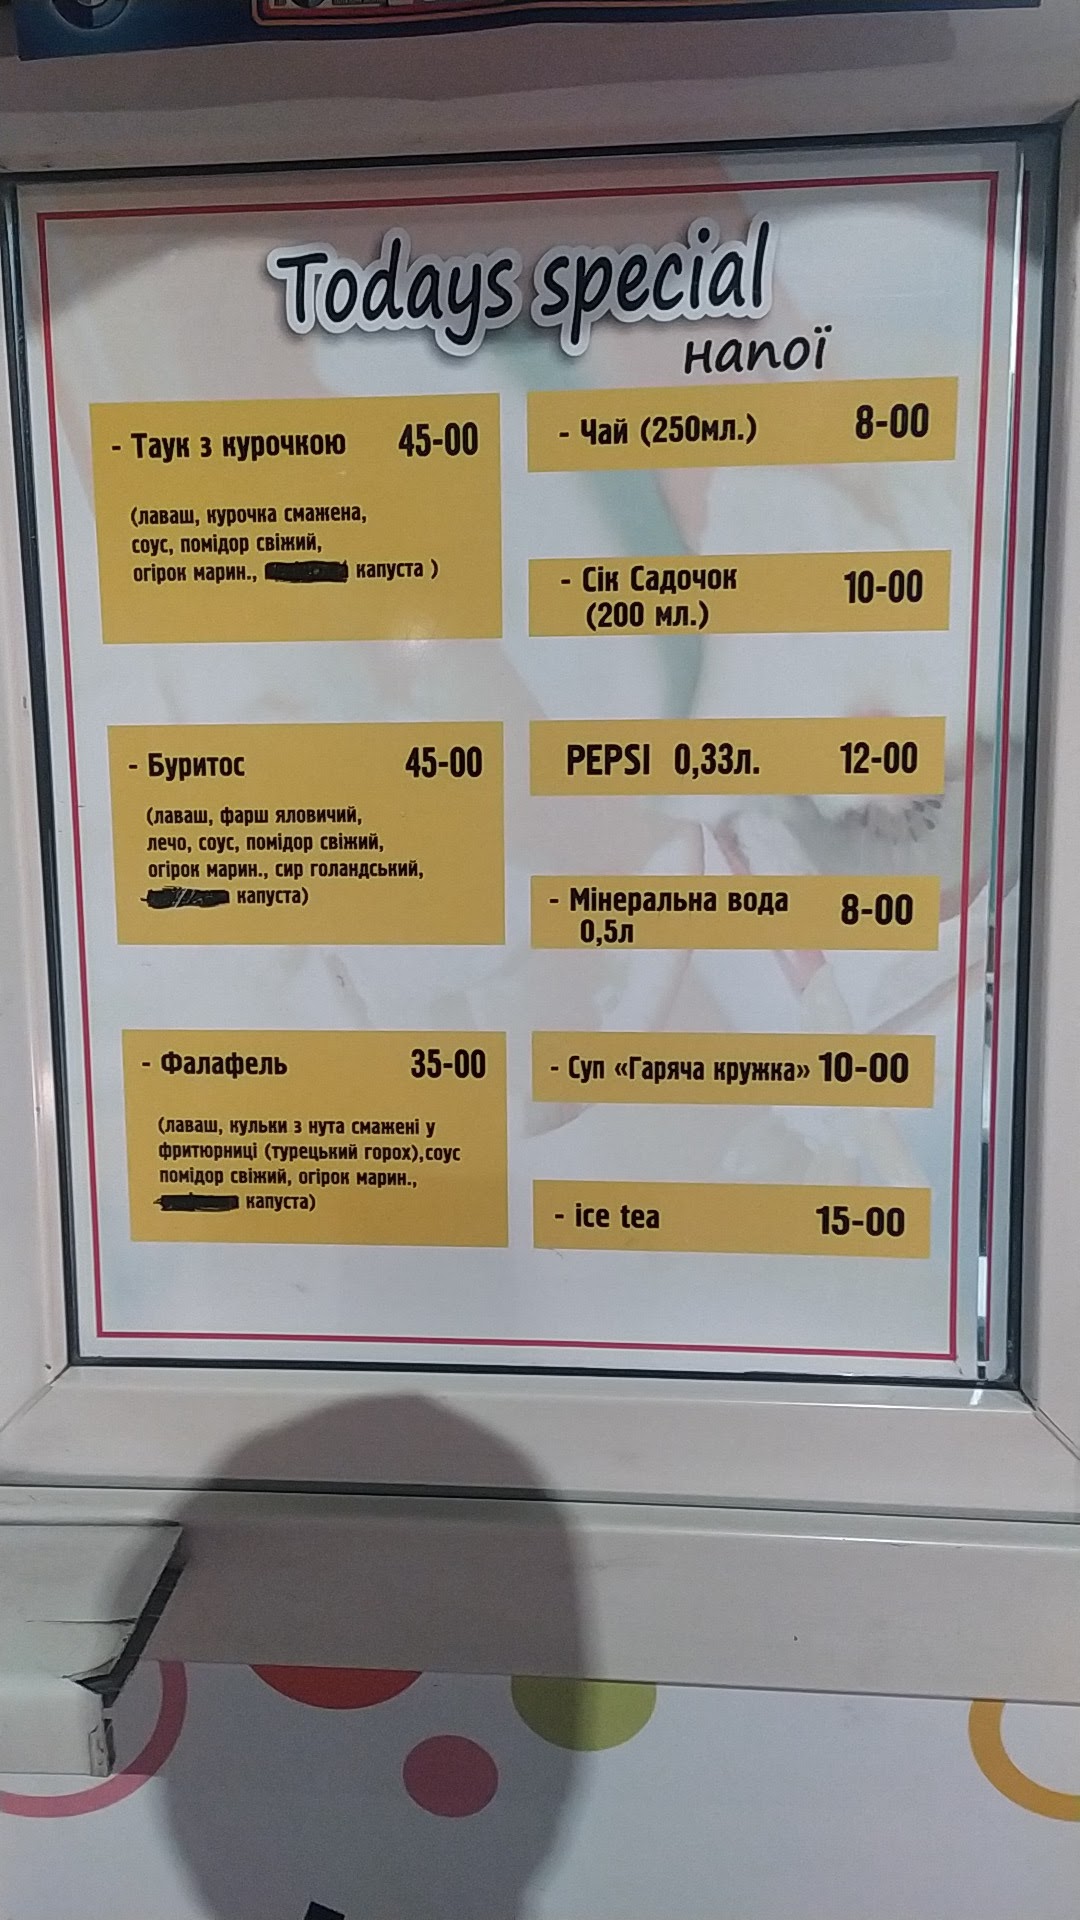 Todays special
- Таук з курочкою 45-00
(лаваш, курочка смажена,
соус, помідор свіжий,
огірок марин., капуста )
- Буритос 45-00
(лаваш, фарш яловичий,
лечо, соус, помідор свіжий,
огірок марин., сир голандський,
капуста)
- Фалафель 35-00
(лаваш, кульки з нута смажені у
фритюрниці (турецький горох),соус
помідор свіжий, огірок марин.,
капуста)
напої
- Чай (250мл.) 8-00
- Сік Садочок 10-00
(200 мл.)
PEPSI 0,33л. 12-00
- Мінеральна вода 8-00
0,5л
- Суп «Гаряча кружка» 10-00
- ice tea 15-00